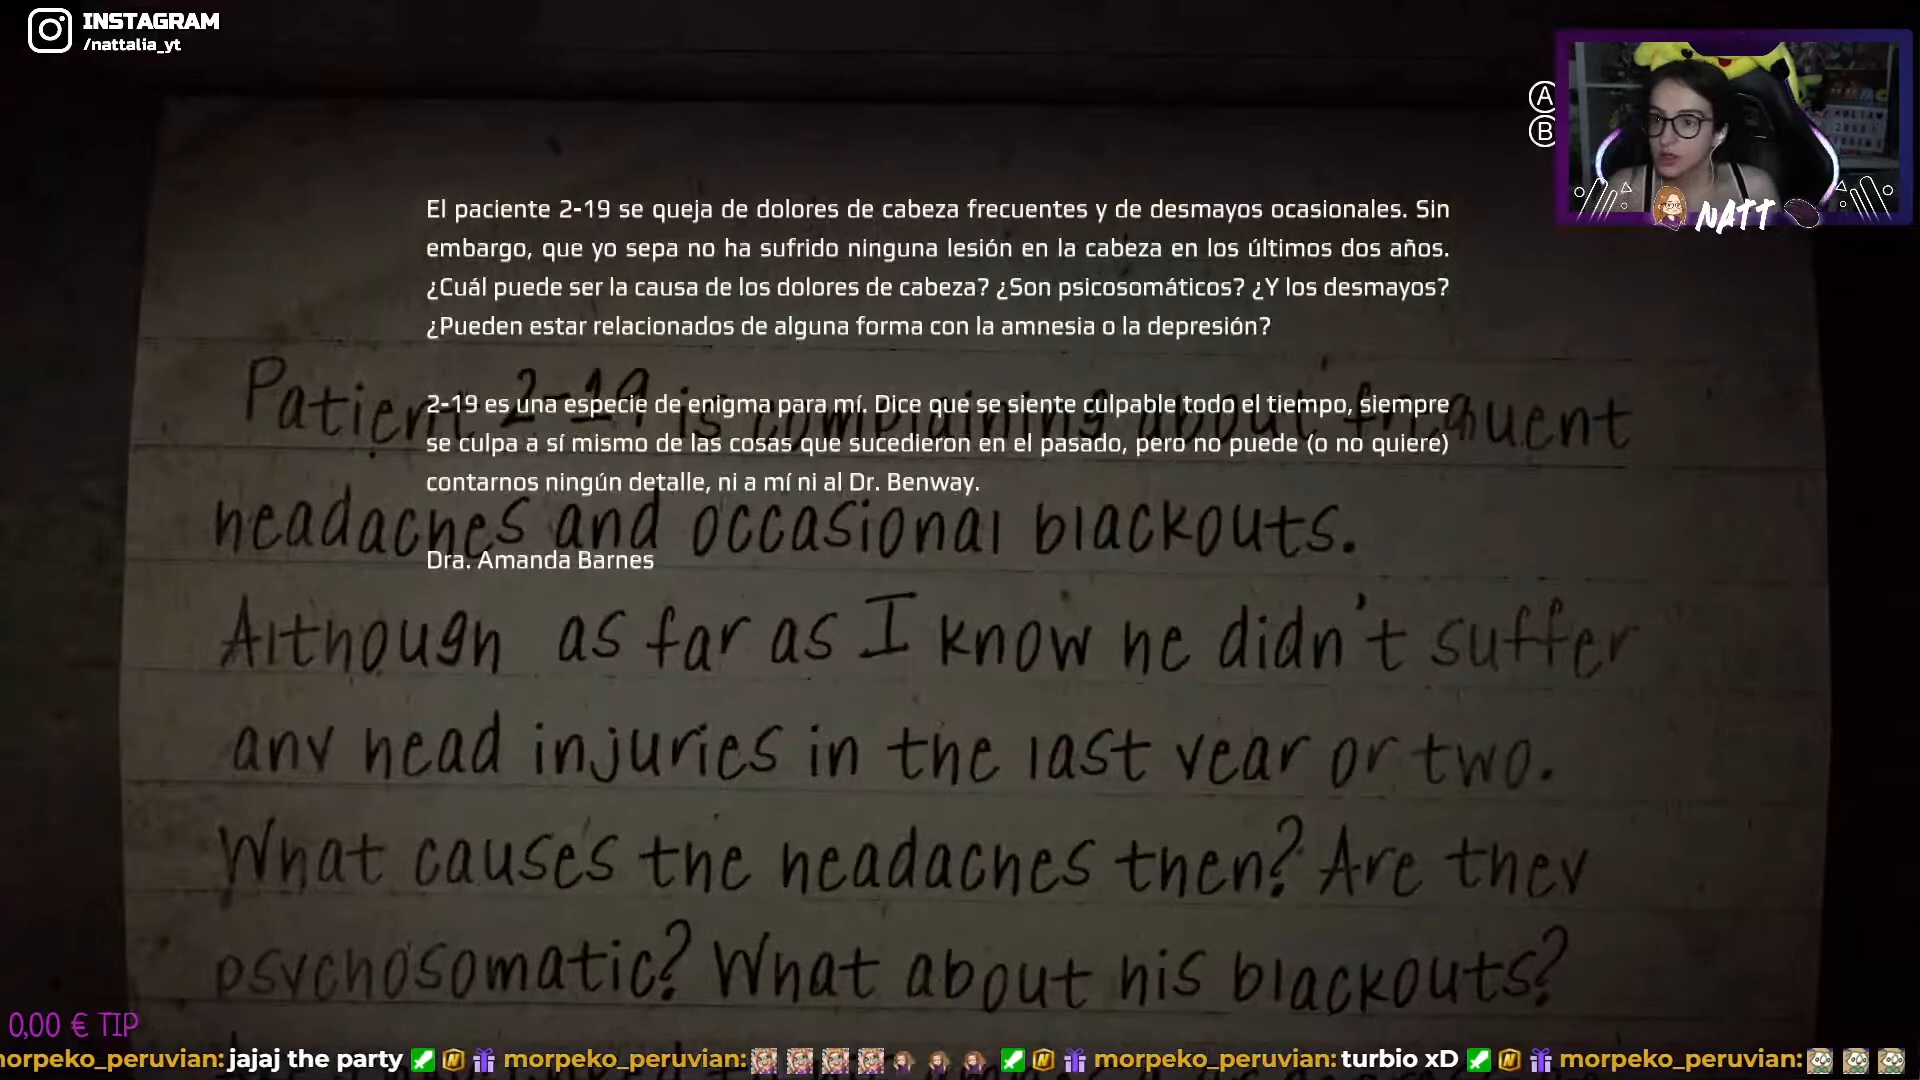 INSTAGRAM
/nattalia_yt
A
B
El paciente 2-19 se queja de dolores de cabeza frecuentes y de desmayos ocasionales. Sin
embargo, que yo sepa no ha sufrido ninguna lesión en la cabeza en los últimos dos años.
¿Cuál puede ser la causa de los dolores de cabeza? ¿Son psicosomáticos? ¿Y los desmayos?
¿Pueden estar relacionados de alguna forma con la amnesia o la depresión?
2-19 es una especie de enigma para mí. Dice que se siente culpable todo el tiempo, siempre
se culpa a sí mismo de las cosas que sucedieron en el pasado, pero no puede (o no quiere)
contarnos ningún detalle, ni a mí ni al Dr. Benway.
Dra. Amanda Barnes
Patient 2-19 is complaining about frequent
headaches and occasional blackouts.
Although as far as I know he didn't suffer
any head injuries in the last year or two.
What causes the headaches then? Are they
psychosomatic? What about his blackouts?
NATT
0,00 € TIP
morpeko_peruvian: jajaj the party morpeko_peruvian: morpeko_peruvian: turbio xD morpeko_peruvian: